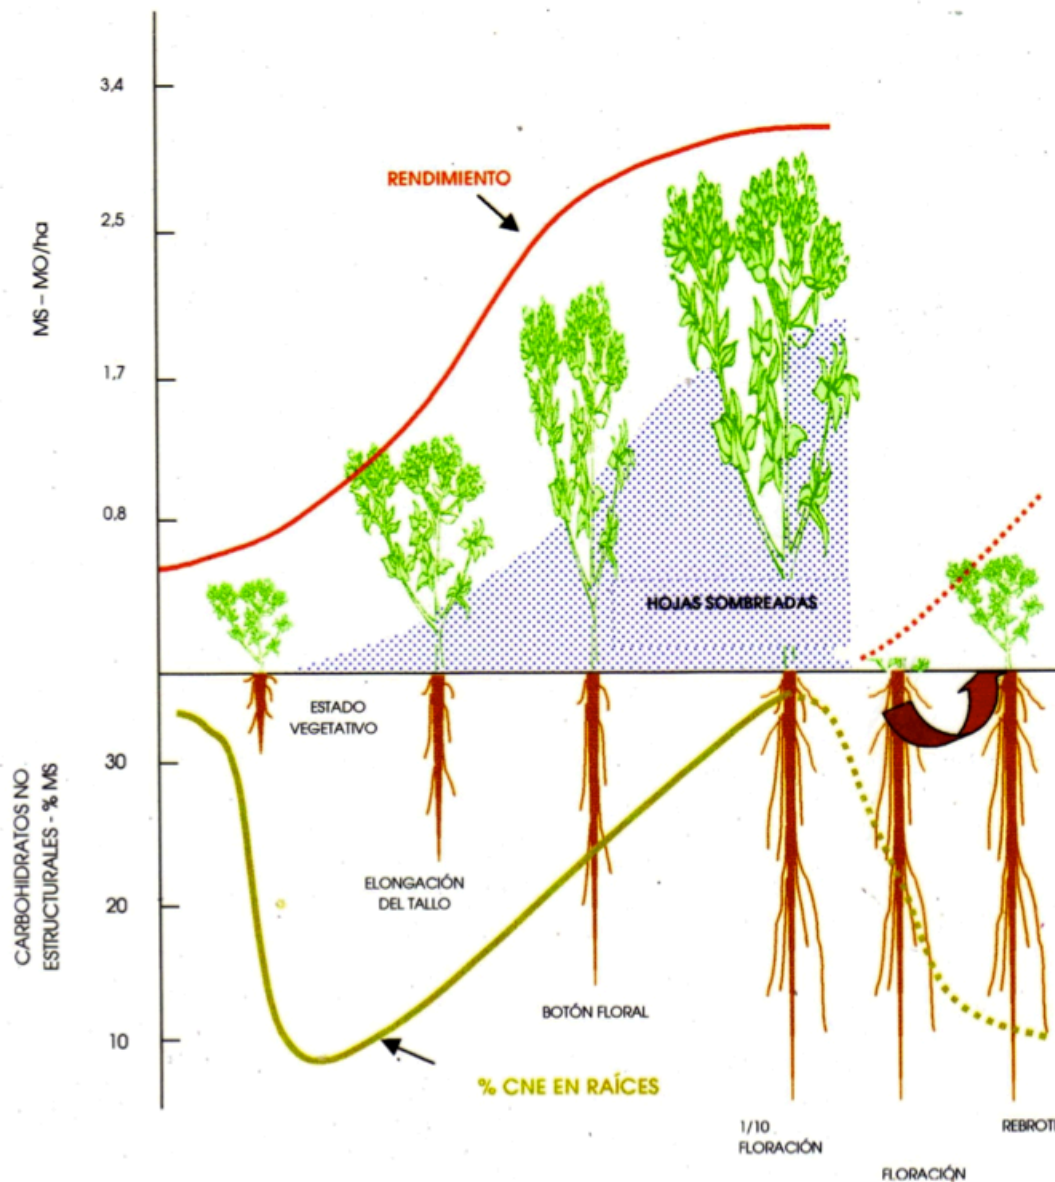 3,4
RENDIMIENTO
2,5
MS - MO/ha
1,7
0,8
HOJAS SOMBREADAS
ESTADO
VEGETATIVO
30
CARBOHIDRATOS NO
ESTRUCTURALES - % MS
ELONGACIÓN
DEL TALLO
20
BOTÓN FLORAL
10
% CNE EN RAÍCES
1/10
FLORACIÓN
REBROTE
FLORACIÓN